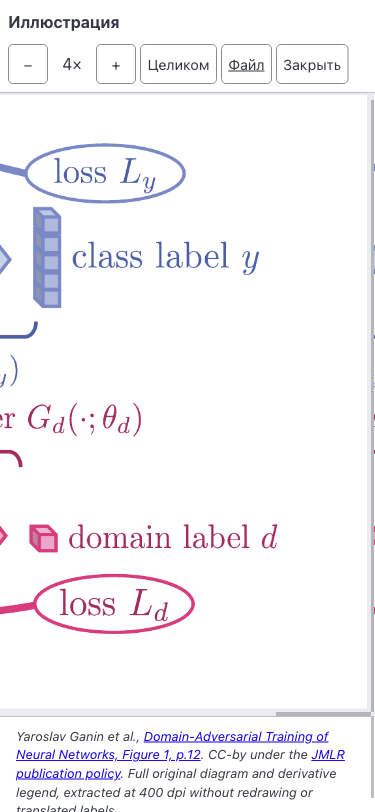 Иллюстрация
− 4× + Целиком Файл Закрыть
loss L_y
class label y
y)
er G_d(·; θ_d)
domain label d
loss L_d
Yaroslav Ganin et al., Domain-Adversarial Training of
Neural Networks, Figure 1, p.12. CC-by under the JMLR
publication policy. Full original diagram and derivative
legend, extracted at 400 dpi without redrawing or
translated labels.